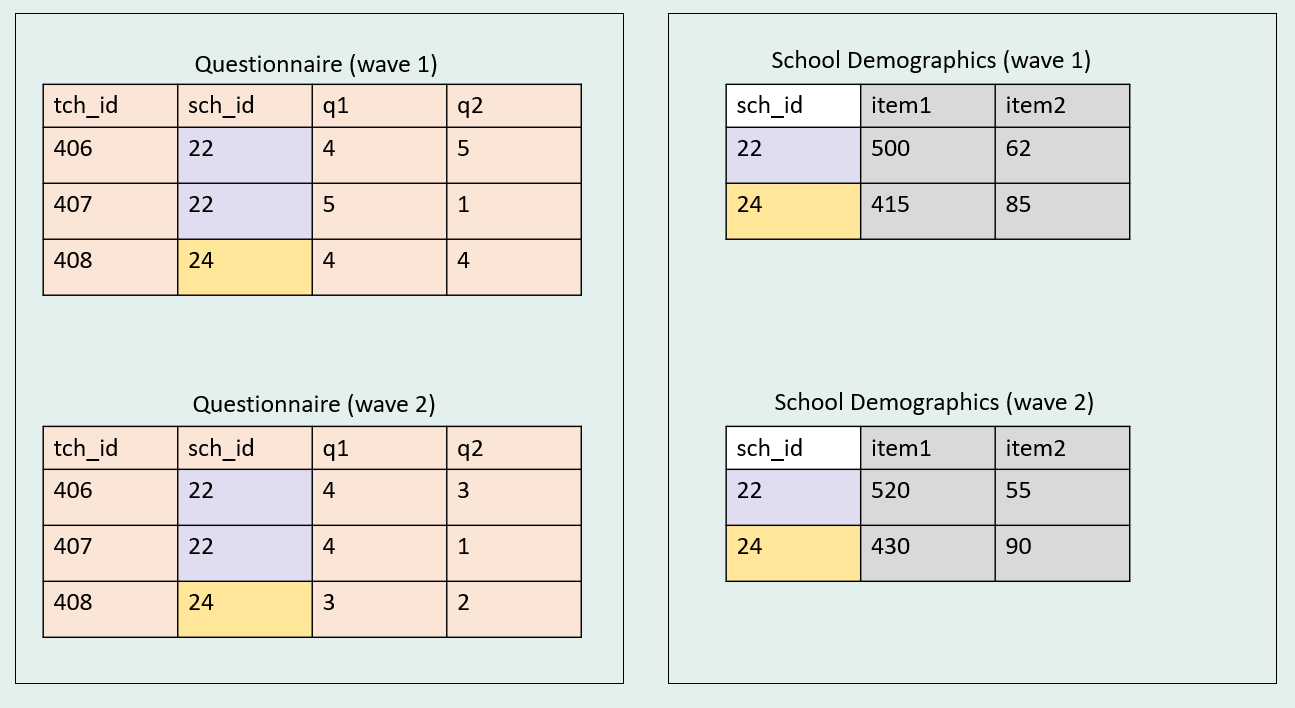 Questionnaire (wave 1)
tch_id sch_id q1 q2
406 22 4 5
407 22 5 1
408 24 4 4
Questionnaire (wave 2)
tch_id sch_id q1 q2
406 22 4 3
407 22 4 1
408 24 3 2
School Demographics (wave 1)
sch_id item1 item2
22 500 62
24 415 85
School Demographics (wave 2)
sch_id item1 item2
22 520 55
24 430 90